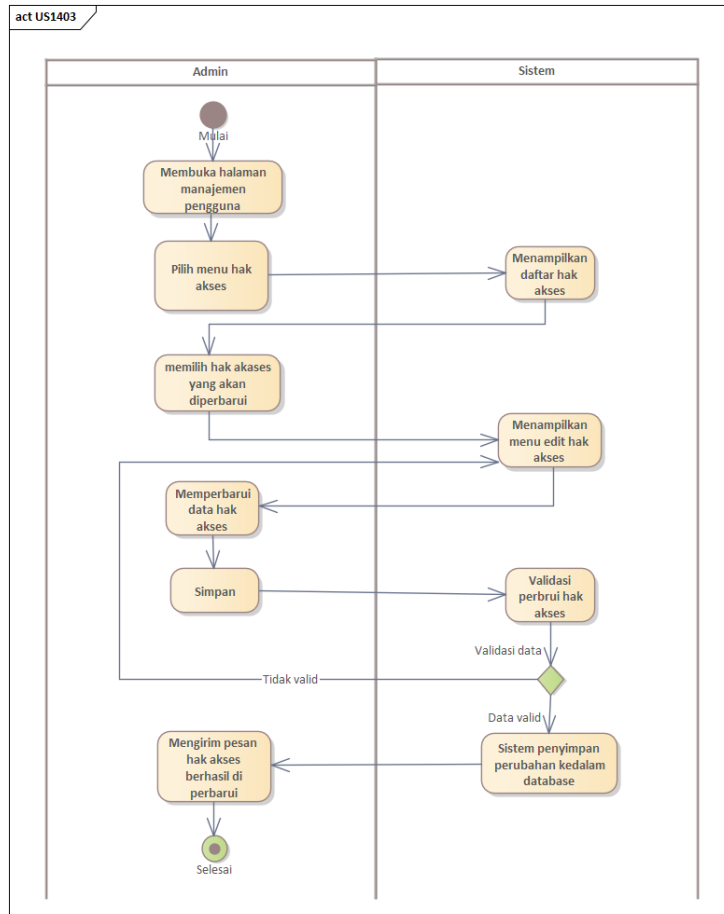 act US1403
Admin
Sistem
Mulai
Membuka halaman
manajemen
pengguna
Pilih menu hak
akses
Menampilkan
daftar hak
akses
memilih hak akases
yang akan
diperbarui
Menampilkan
menu edit hak
akses
Memperbarui
data hak
akses
Simpan
Validasi
perbrui hak
akses
Validasi data
Tidak valid
Data valid
Sistem penyimpan
perubahan kedalam
database
Mengirim pesan
hak akses
berhasil di
perbarui
Selesai